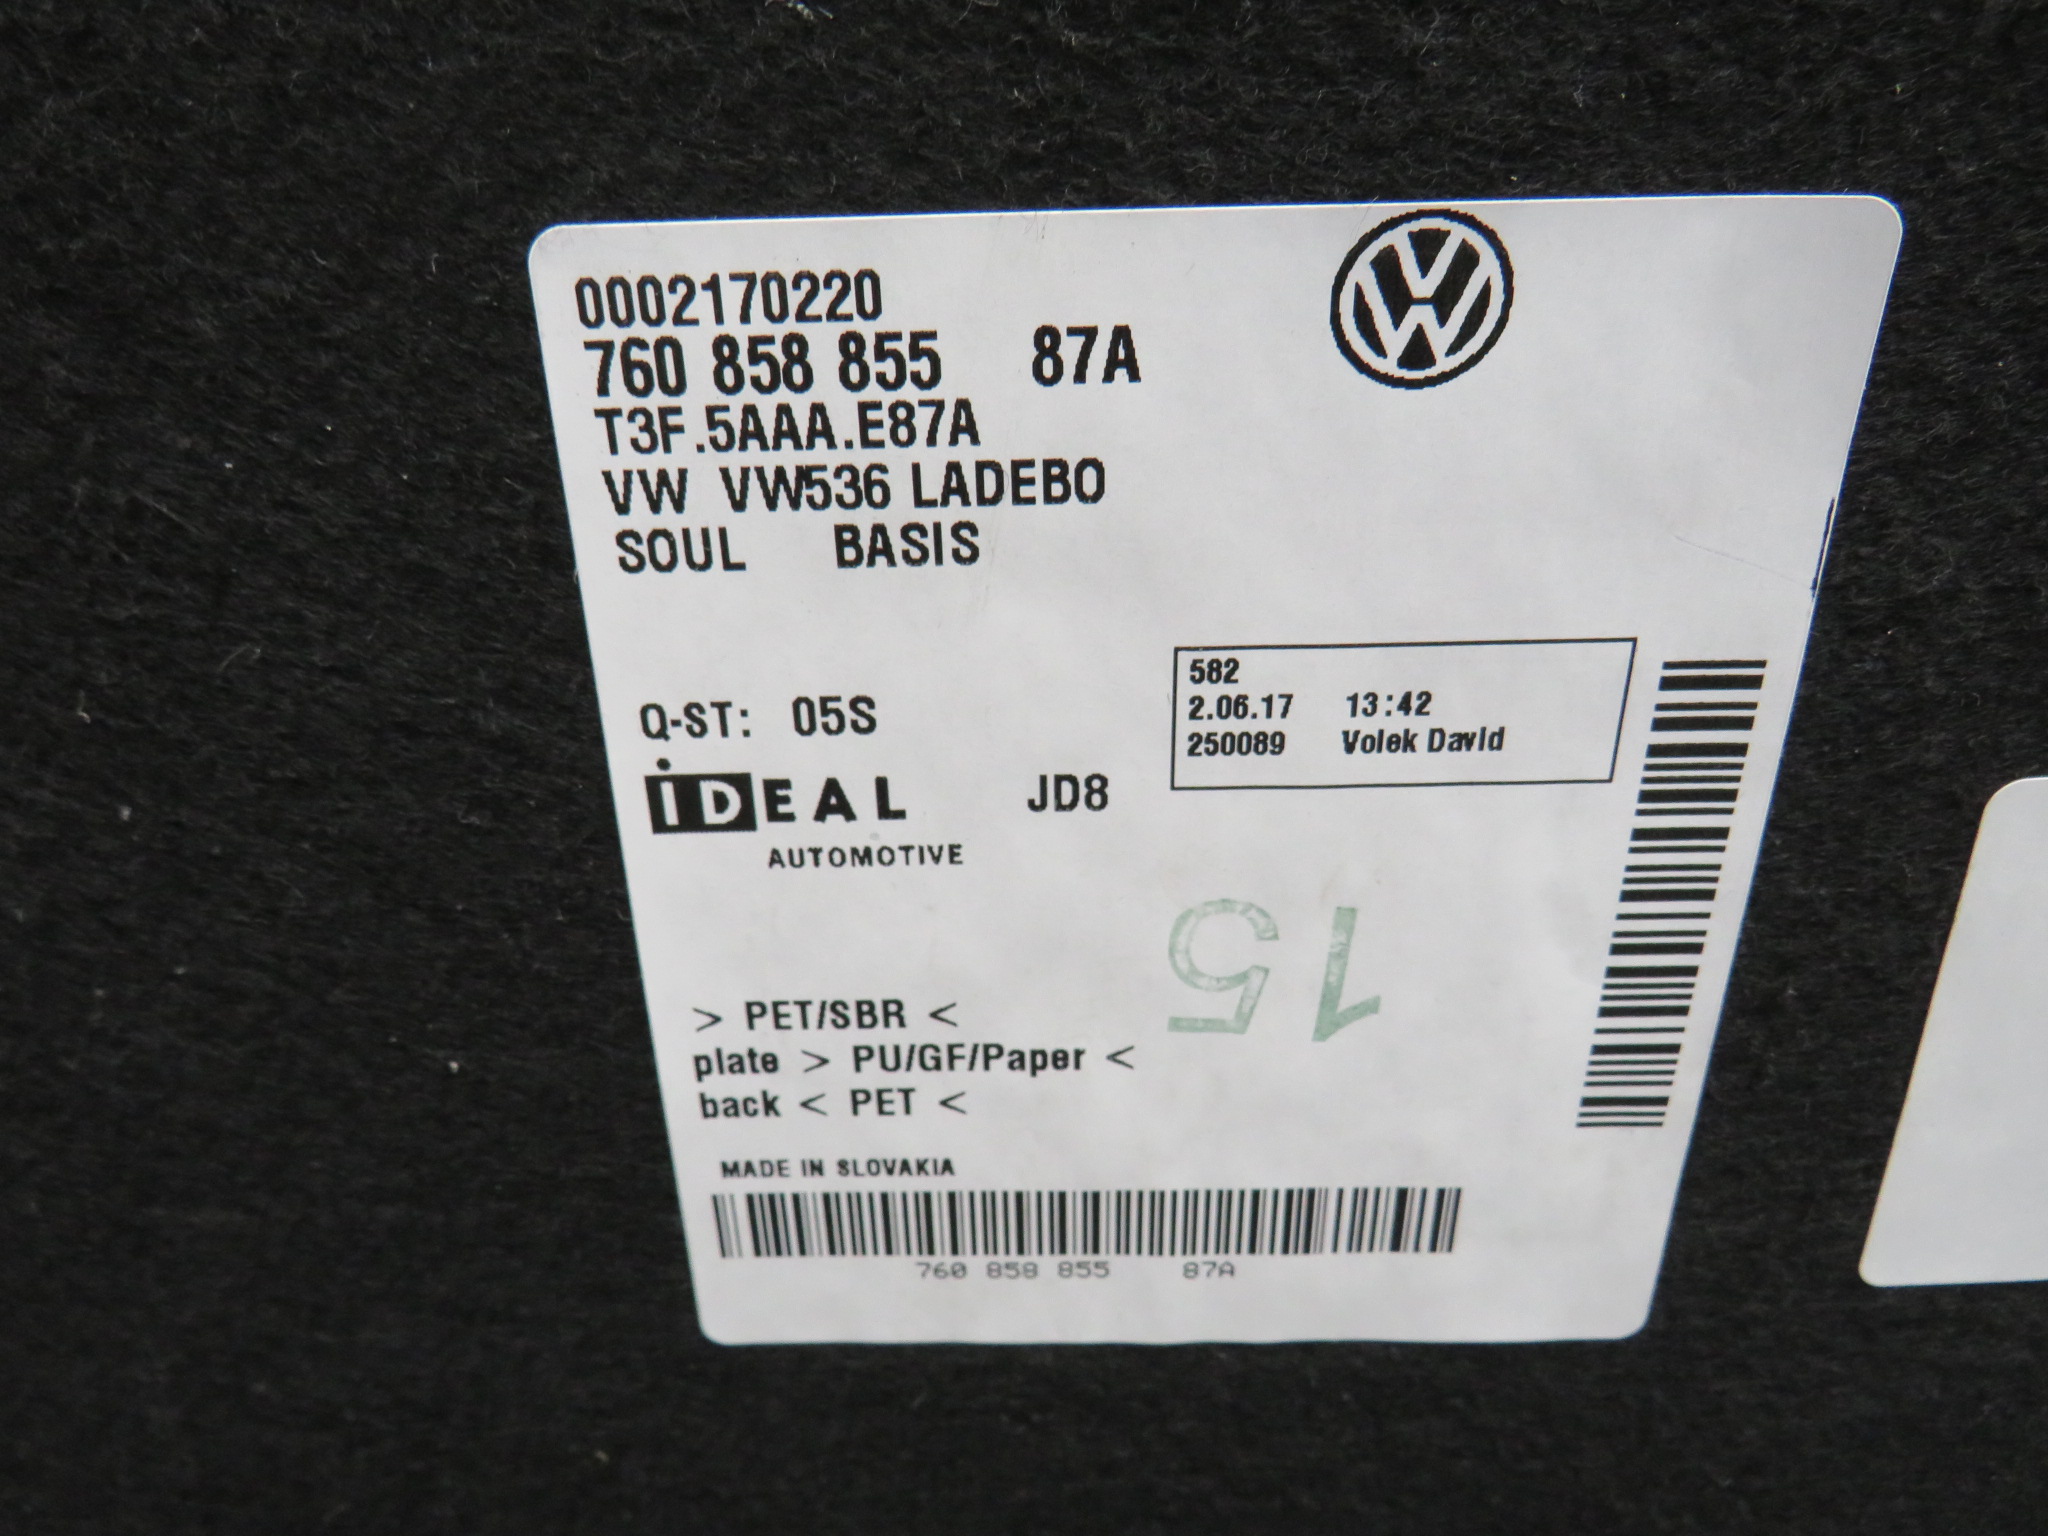 0002170220
760 858 855 87A
T3F.5AAA.E87A
VW VW536 LADEBO
SOUL BASIS
582
2.06.17 13:42
250089 Volek David
Q-ST: 05S
iDEAL JD8
AUTOMOTIVE
15
> PET/SBR <
plate > PU/GF/Paper <
back < PET <
MADE IN SLOVAKIA
760 858 855 87A